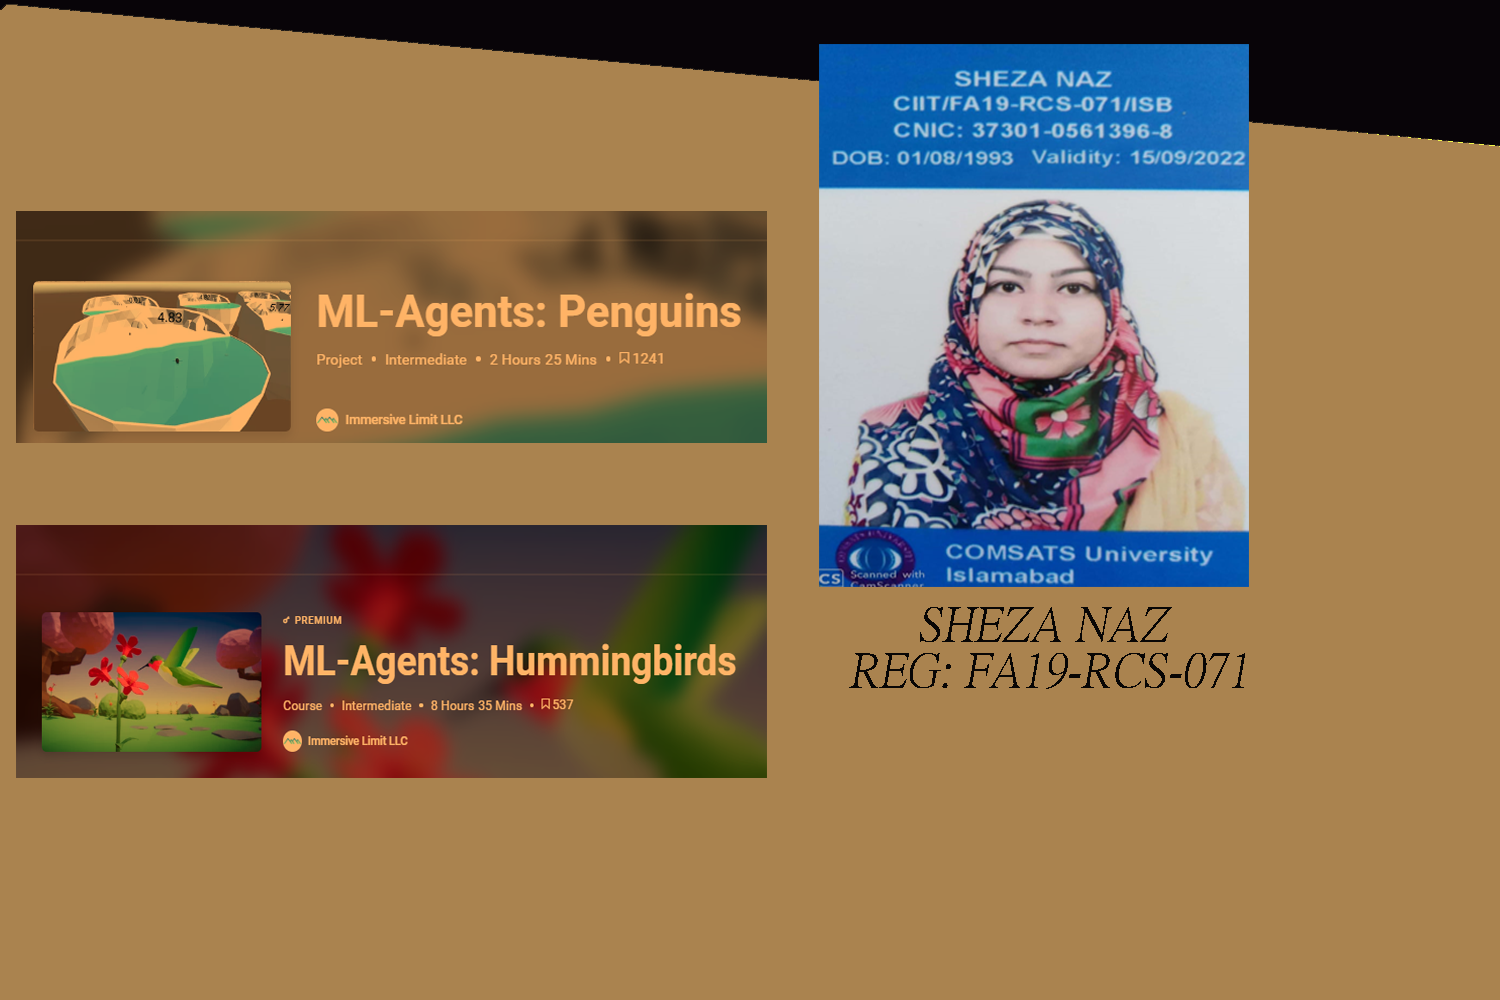 SHEZA NAZ
CIIT/FA19-RCS-071/ISB
CNIC: 37301-0561396-8
DOB: 01/08/1993 Validity: 15/09/2022
4.83
5.77
ML-Agents: Penguins
Project • Intermediate • 2 Hours 25 Mins • 1241
Immersive Limit LLC
PREMIUM
ML-Agents: Hummingbirds
Course • Intermediate • 8 Hours 35 Mins • 537
Immersive Limit LLC
COMSATS University
Islamabad
CS Scanned with
CamScanner
SHEZA NAZ
REG: FA19-RCS-071